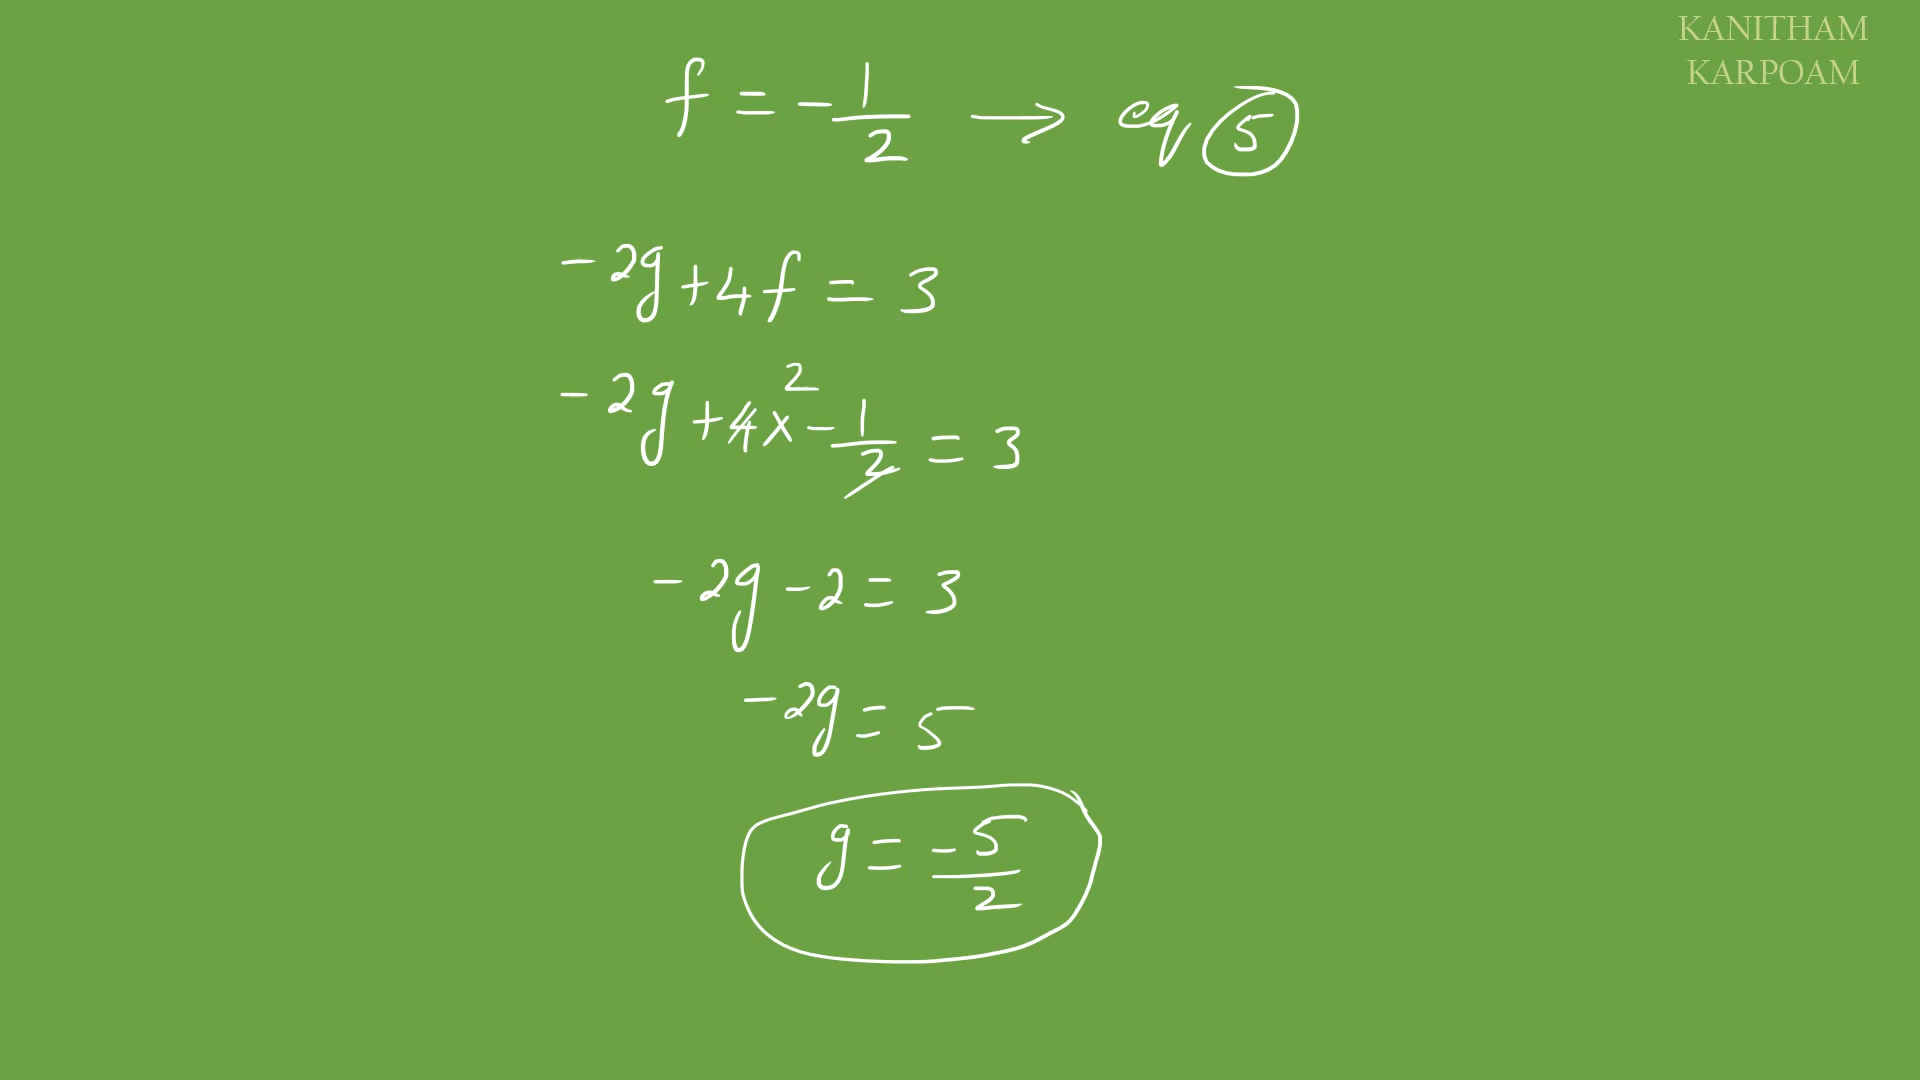 KANITHAM
KARPOAM
f = -1/2 → eq 5
-2g + 4f = 3
-2g + 4 x -1/2 = 3
2
-2g - 2 = 3
-2g = 5
g = -5/2